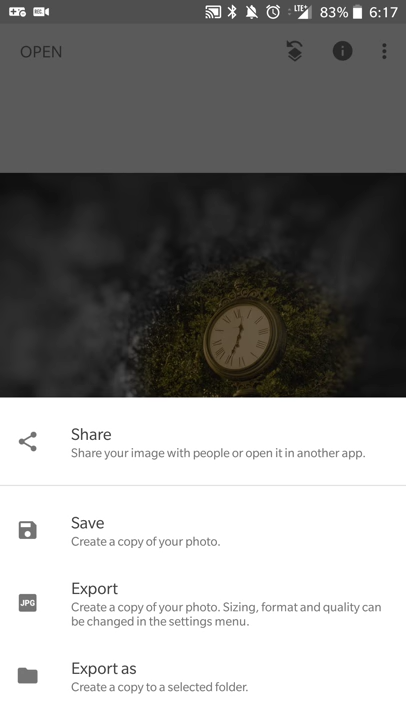 REC
LTE+
83%
6:17
OPEN
Share
Share your image with people or open it in another app.
Save
Create a copy of your photo.
JPG
Export
Create a copy of your photo. Sizing, format and quality can
be changed in the settings menu.
Export as
Create a copy to a selected folder.